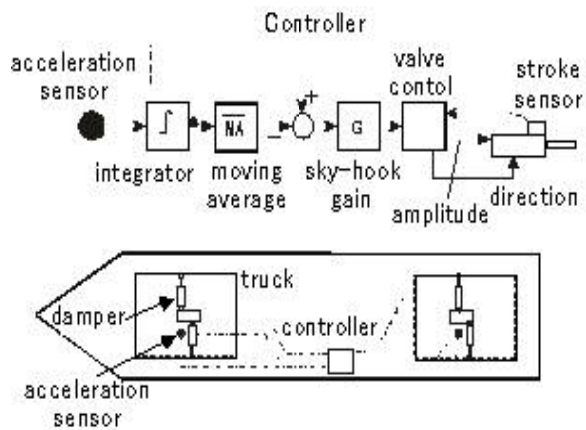 Controller
acceleration
sensor
valve
contol
stroke
sensor
∫
MA
+
−
G
integrator
moving
average
sky-hook
gain
amplitude
direction
truck
damper
controller
acceleration
sensor